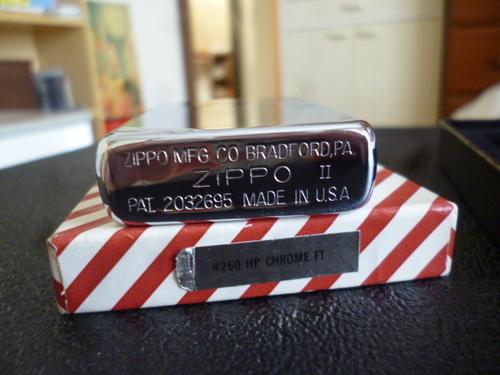 ZIPPO MFG. CO BRADFORD, PA
ZIPPO II
PAT. 2032695 MADE IN U.S.A
#260 HP CHROME FT